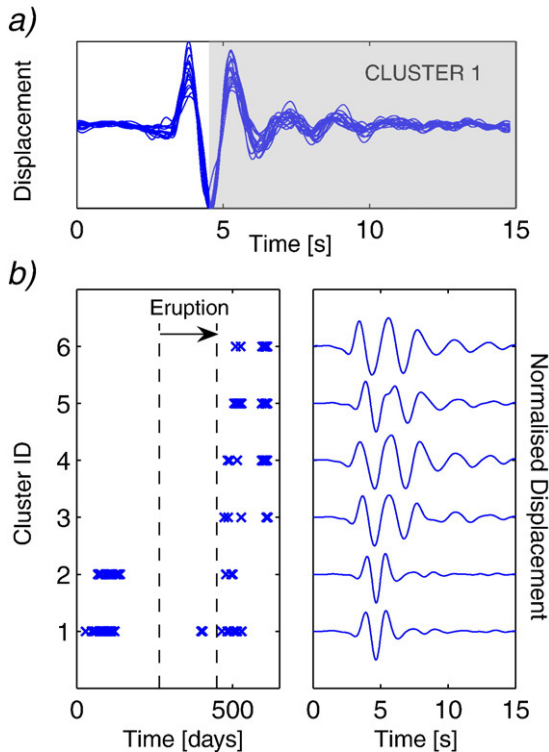 a)
Displacement
CLUSTER 1
0 5 10 15
Time [s]
b)
Eruption
Cluster ID
6
5
4
3
2
1
0 500
Time [days]
0 5 10 15
Time [s]
Normalised Displacement